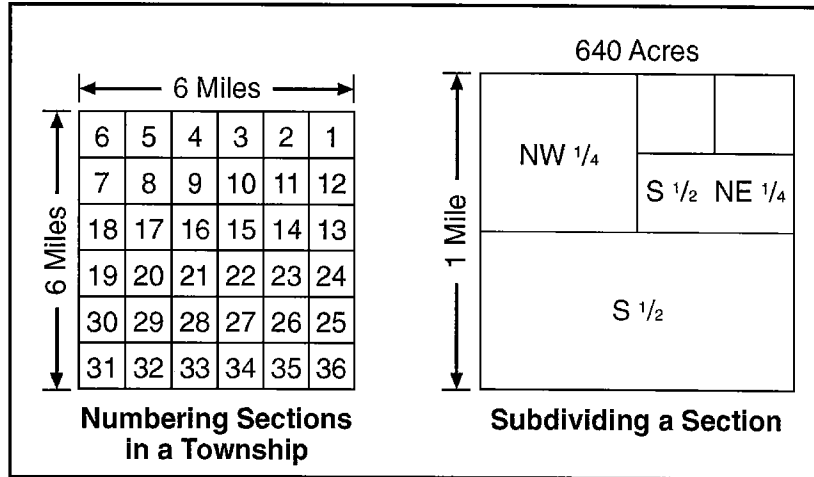 6 Miles
6 Miles
6 5 4 3 2 1
7 8 9 10 11 12
18 17 16 15 14 13
19 20 21 22 23 24
30 29 28 27 26 25
31 32 33 34 35 36
Numbering Sections
in a Township
640 Acres
1 Mile
NW 1/4
S 1/2 NE 1/4
S 1/2
Subdividing a Section